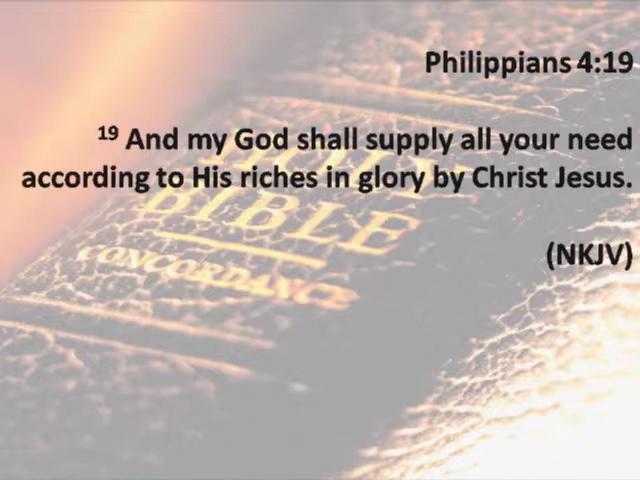 Philippians 4:19
19 And my God shall supply all your need
according to His riches in glory by Christ Jesus.
(NKJV)
HOLY
BIBLE
CONCORDANCE